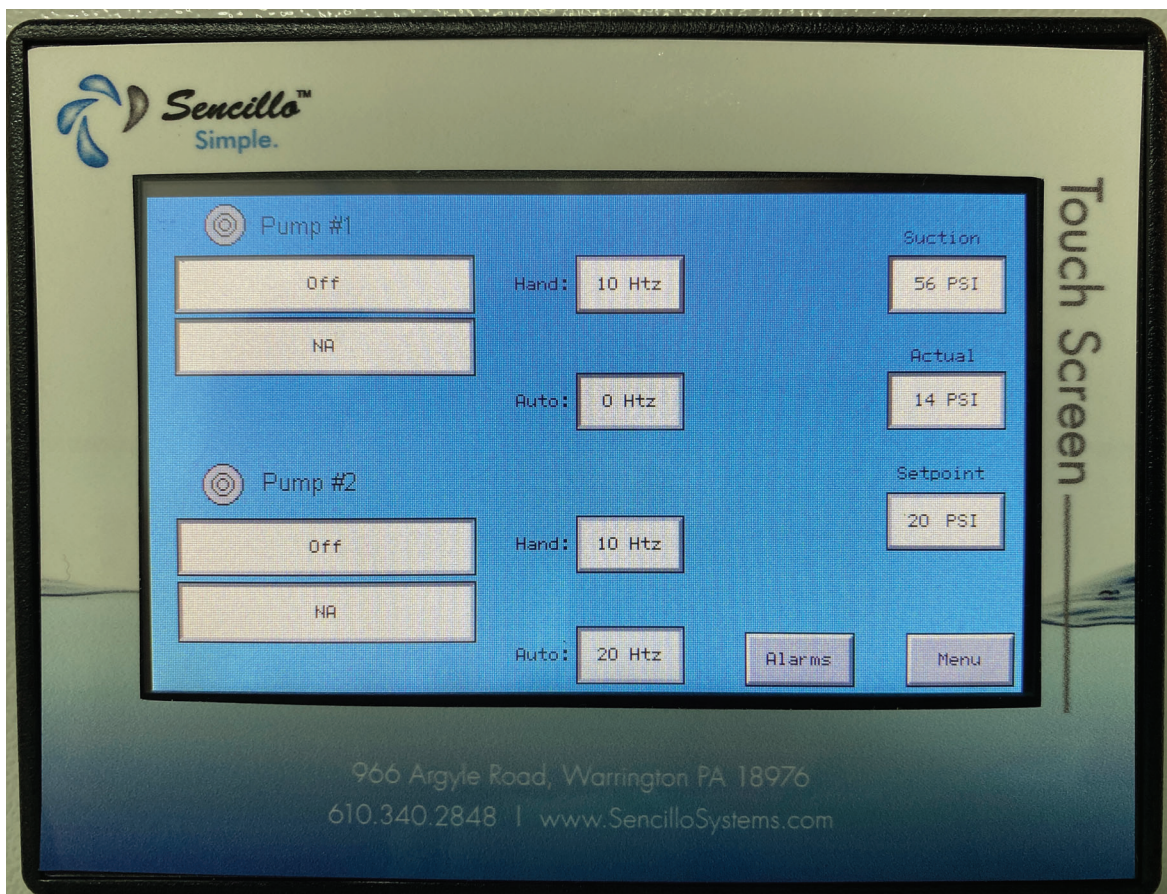 Sencillo™
Simple.
Touch Screen
Pump #1
Off
NA
Hand: 10 Htz
Auto: 0 Htz
Suction
56 PSI
Actual
14 PSI
Pump #2
Off
NA
Hand: 10 Htz
Auto: 20 Htz
Setpoint
20 PSI
Alarms
Menu
966 Argyle Road, Warrington PA 18976
610.340.2848 | www.SencilloSystems.com